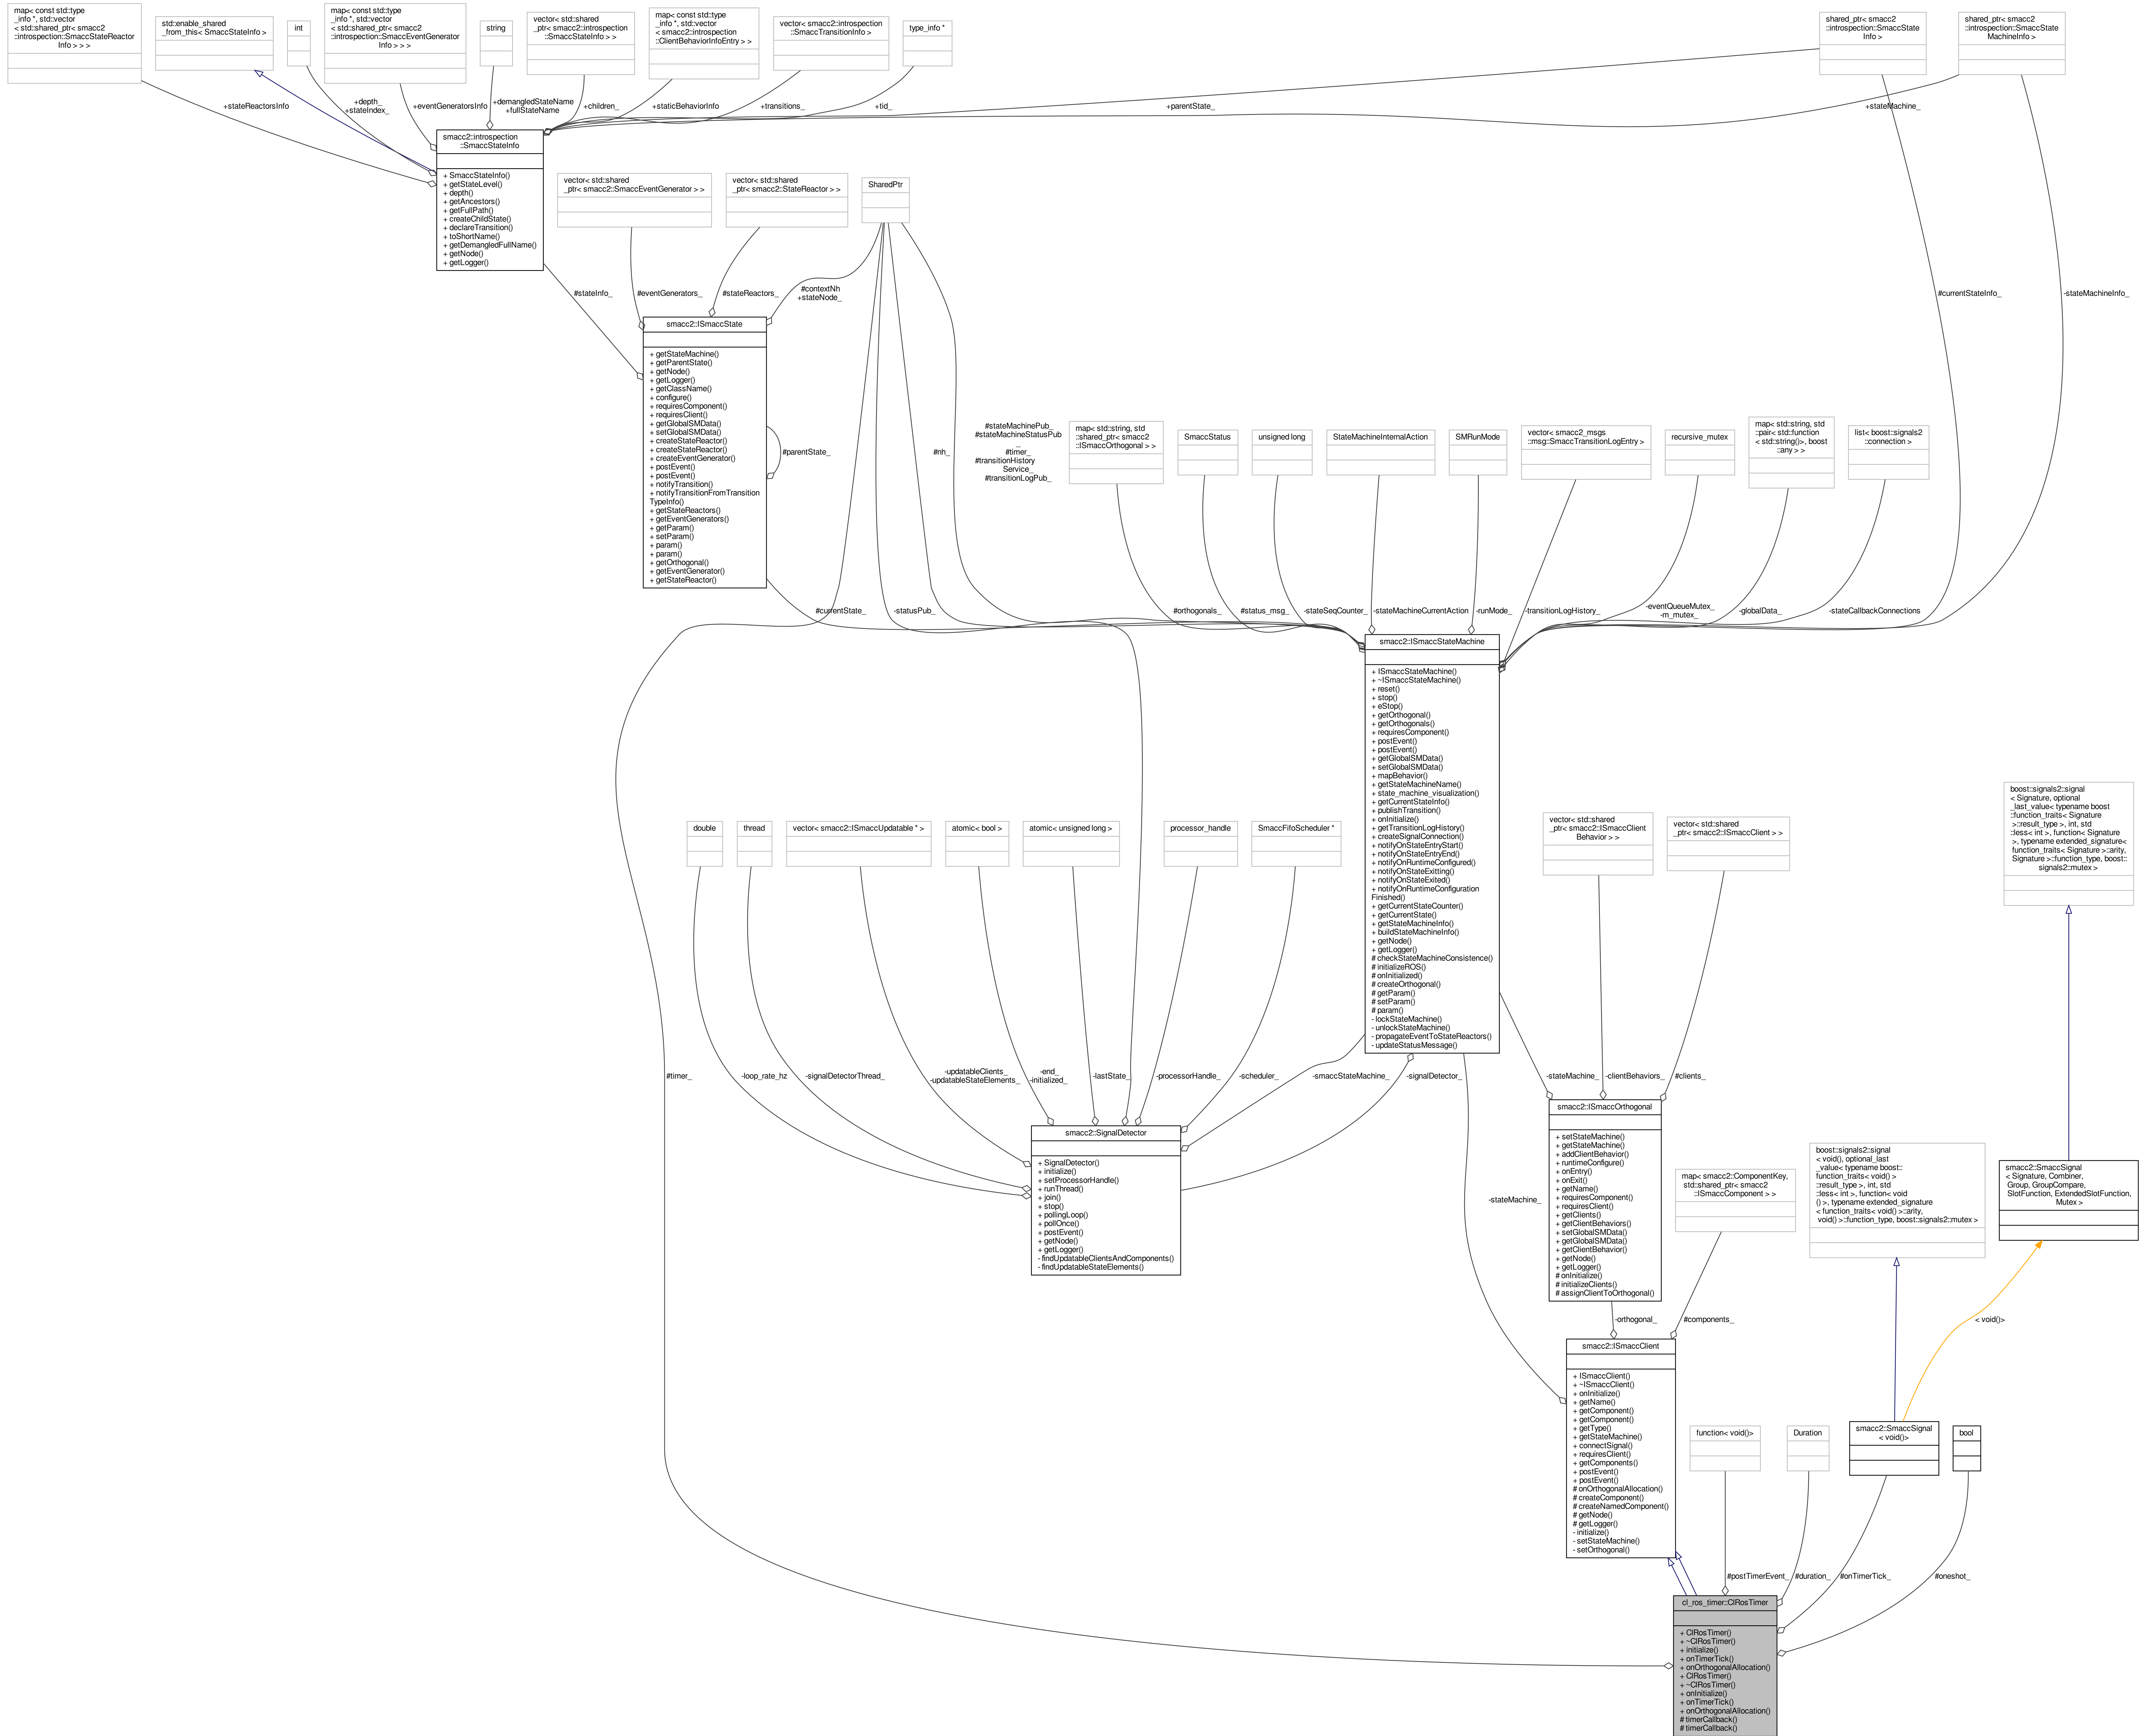 map< const std::type
_info *, std::vector
< std::shared_ptr< smacc2
::introspection::SmaccStateReactor
Info > > >
std::enable_shared
_from_this< SmaccStateInfo >
int
map< const std::type
_info *, std::vector
< std::shared_ptr< smacc2
::introspection::SmaccEventGenerator
Info > > >
string
vector< std::shared
_ptr< smacc2::introspection
::SmaccStateInfo > >
map< const std::type
_info *, std::vector
< smacc2::introspection
::ClientBehaviorInfoEntry > >
vector< smacc2::introspection
::SmaccTransitionInfo >
type_info *
shared_ptr< smacc2
::introspection::SmaccState
Info >
shared_ptr< smacc2
::introspection::SmaccState
MachineInfo >
+stateReactorsInfo
+depth_
+stateIndex_
+eventGeneratorsInfo
+demangledStateName
+fullStateName
+children_
+staticBehaviorInfo
+transitions_
+tid_
+parentState_
+stateMachine_
smacc2::introspection
::SmaccStateInfo
+ SmaccStateInfo()
+ getStateLevel()
+ depth()
+ getAncestors()
+ getFullPath()
+ createChildState()
+ declareTransition()
+ toShortName()
+ getDemangledFullName()
+ getNode()
+ getLogger()
vector< std::shared
_ptr< smacc2::SmaccEventGenerator > >
vector< std::shared
_ptr< smacc2::StateReactor > >
SharedPtr
#stateInfo_
#eventGenerators_
#stateReactors_
#contextNh
+stateNode_
#currentStateInfo_
-stateMachineInfo_
smacc2::ISmaccState
+ getStateMachine()
+ getParentState()
+ getNode()
+ getLogger()
+ getClassName()
+ configure()
+ requiresComponent()
+ requiresClient()
+ getGlobalSMData()
+ setGlobalSMData()
+ createStateReactor()
+ createStateReactor()
+ createEventGenerator()
+ postEvent()
+ postEvent()
+ notifyTransition()
+ notifyTransitionFromTransition
TypeInfo()
+ getStateReactors()
+ getEventGenerators()
+ getParam()
+ setParam()
+ param()
+ param()
+ getOrthogonal()
+ getEventGenerator()
+ getStateReactor()
#parentState_
#nh_
#stateMachinePub_
#stateMachineStatusPub
_
#timer_
#transitionHistory
Service_
#transitionLogPub_
map< std::string, std
::shared_ptr< smacc2
::ISmaccOrthogonal > >
SmaccStatus
unsigned long
StateMachineInternalAction
SMRunMode
vector< smacc2_msgs
::msg::SmaccTransitionLogEntry >
recursive_mutex
map< std::string, std
::pair< std::function
< std::string()>, boost
::any > >
list< boost::signals2
::connection >
#currentState_
-statusPub_
#orthogonals_
#status_msg_
-stateSeqCounter_
-stateMachineCurrentAction
-runMode_
-transitionLogHistory_
-eventQueueMutex_
-m_mutex_
-globalData_
-stateCallbackConnections
smacc2::ISmaccStateMachine
+ ISmaccStateMachine()
+ ~ISmaccStateMachine()
+ reset()
+ stop()
+ eStop()
+ getOrthogonal()
+ getOrthogonals()
+ requiresComponent()
+ postEvent()
+ postEvent()
+ getGlobalSMData()
+ setGlobalSMData()
+ mapBehavior()
+ getStateMachineName()
+ state_machine_visualization()
+ getCurrentStateInfo()
+ publishTransition()
+ onInitialize()
+ getTransitionLogHistory()
+ createSignalConnection()
+ notifyOnStateEntryStart()
+ notifyOnStateEntryEnd()
+ notifyOnRuntimeConfigured()
+ notifyOnStateExitting()
+ notifyOnStateExited()
+ notifyOnRuntimeConfiguration
Finished()
+ getCurrentStateCounter()
+ getCurrentState()
+ getStateMachineInfo()
+ buildStateMachineInfo()
+ getNode()
+ getLogger()
# checkStateMachineConsistence()
# initializeROS()
# onInitialized()
# createOrthogonal()
# getParam()
# setParam()
# param()
- lockStateMachine()
- unlockStateMachine()
- propagateEventToStateReactors()
- updateStatusMessage()
double
thread
vector< smacc2::ISmaccUpdatable * >
atomic< bool >
atomic< unsigned long >
processor_handle
SmaccFifoScheduler *
vector< std::shared
_ptr< smacc2::ISmaccClient
Behavior > >
vector< std::shared
_ptr< smacc2::ISmaccClient > >
boost::signals2::signal
< Signature, optional
_last_value< typename boost
::function_traits< Signature
>::result_type >, int, std
::less< int >, function< Signature
>, typename extended_signature<
function_traits< Signature >::arity,
Signature >::function_type, boost::
signals2::mutex >
#timer_
-loop_rate_hz
-signalDetectorThread_
-updatableClients_
-updatableStateElements_
-end_
-initialized_
-lastState_
-processorHandle_
-scheduler_
-smaccStateMachine_
-signalDetector_
-stateMachine_
-clientBehaviors_
#clients_
smacc2::SignalDetector
+ SignalDetector()
+ initialize()
+ setProcessorHandle()
+ runThread()
+ join()
+ stop()
+ pollingLoop()
+ pollOnce()
+ postEvent()
+ getNode()
+ getLogger()
- findUpdatableClientsAndComponents()
- findUpdatableStateElements()
smacc2::ISmaccOrthogonal
+ setStateMachine()
+ getStateMachine()
+ addClientBehavior()
+ runtimeConfigure()
+ onEntry()
+ onExit()
+ getName()
+ requiresComponent()
+ requiresClient()
+ getClients()
+ getClientBehaviors()
+ setGlobalSMData()
+ getGlobalSMData()
+ getClientBehavior()
+ getNode()
+ getLogger()
# onInitialize()
# initializeClients()
# assignClientToOrthogonal()
map< smacc2::ComponentKey,
std::shared_ptr< smacc2
::ISmaccComponent > >
boost::signals2::signal
< void(), optional_last
_value< typename boost::
function_traits< void() >
::result_type >, int, std
::less< int >, function< void
() >, typename extended_signature
< function_traits< void() >::arity,
void() >::function_type, boost::signals2::mutex >
smacc2::SmaccSignal
< Signature, Combiner,
Group, GroupCompare,
SlotFunction, ExtendedSlotFunction,
Mutex >
-stateMachine_
-orthogonal_
#components_
< void()>
smacc2::ISmaccClient
+ ISmaccClient()
+ ~ISmaccClient()
+ onInitialize()
+ getName()
+ getComponent()
+ getComponent()
+ getType()
+ getStateMachine()
+ connectSignal()
+ requiresClient()
+ getComponents()
+ postEvent()
+ postEvent()
# onOrthogonalAllocation()
# createComponent()
# createNamedComponent()
# getNode()
# getLogger()
- initialize()
- setStateMachine()
- setOrthogonal()
function< void()>
Duration
smacc2::SmaccSignal
< void()>
bool
#postTimerEvent_
#duration_
#onTimerTick_
#oneshot_
cl_ros_timer::ClRosTimer
+ ClRosTimer()
+ ~ClRosTimer()
+ initialize()
+ onTimerTick()
+ onOrthogonalAllocation()
+ ClRosTimer()
+ ~ClRosTimer()
+ onInitialize()
+ onTimerTick()
+ onOrthogonalAllocation()
# timerCallback()
# timerCallback()